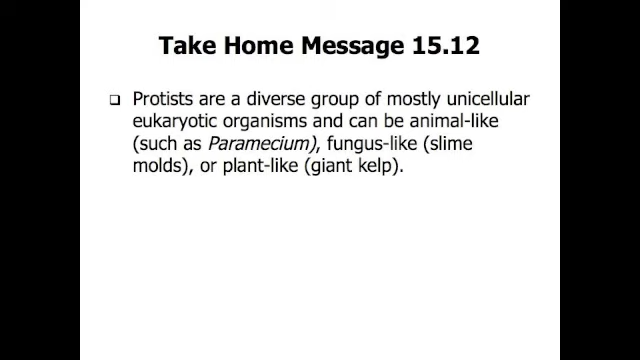 Take Home Message 15.12
❑ Protists are a diverse group of mostly unicellular
eukaryotic organisms and can be animal-like
(such as Paramecium), fungus-like (slime
molds), or plant-like (giant kelp).